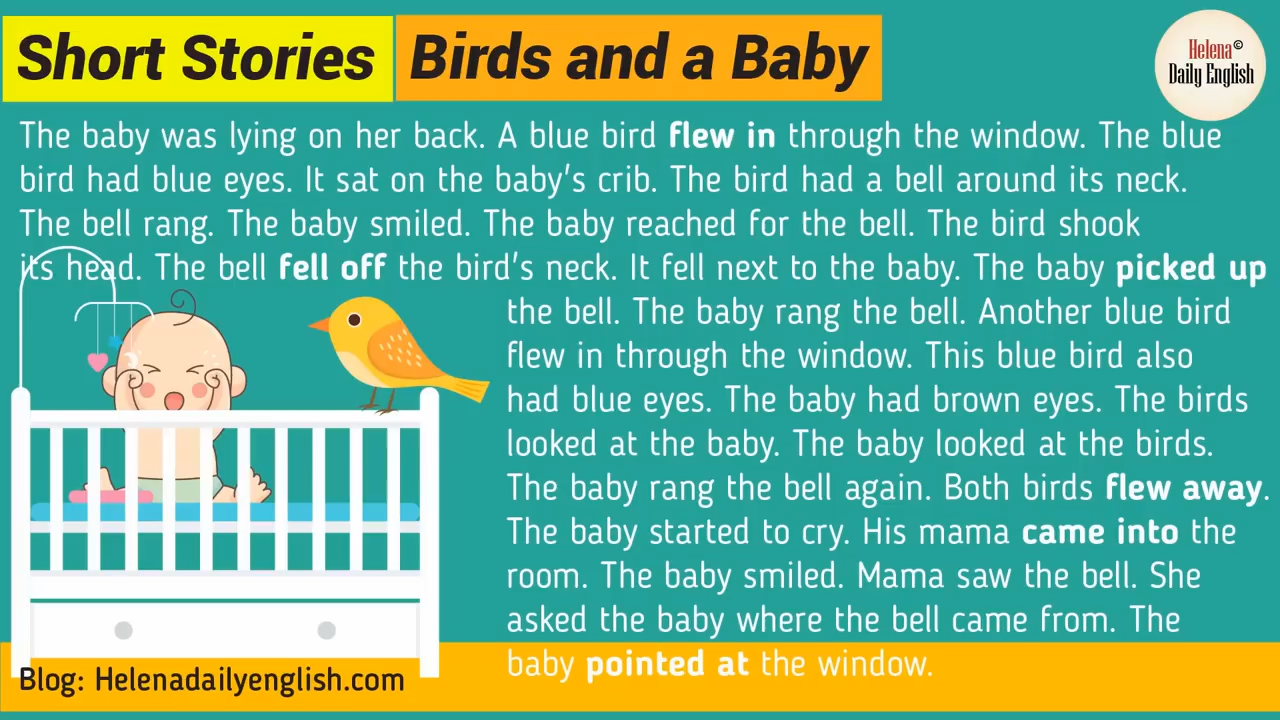 Short Stories Birds and a Baby
Helena©
Daily English
The baby was lying on her back. A blue bird flew in through the window. The blue
bird had blue eyes. It sat on the baby's crib. The bird had a bell around its neck.
The bell rang. The baby smiled. The baby reached for the bell. The bird shook
its head. The bell fell off the bird's neck. It fell next to the baby. The baby picked up
the bell. The baby rang the bell. Another blue bird
flew in through the window. This blue bird also
had blue eyes. The baby had brown eyes. The birds
looked at the baby. The baby looked at the birds.
The baby rang the bell again. Both birds flew away.
The baby started to cry. His mama came into the
room. The baby smiled. Mama saw the bell. She
asked the baby where the bell came from. The
baby pointed at the window.
Blog: Helenadailyenglish.com